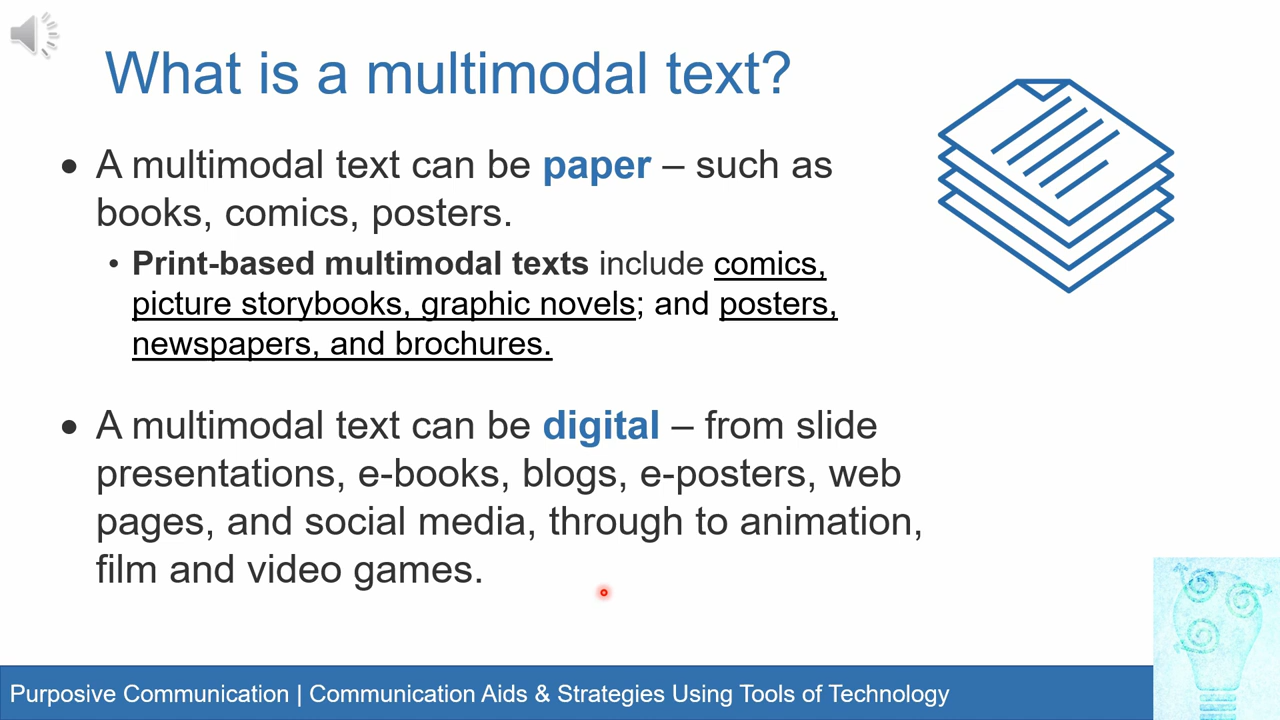 What is a multimodal text?
• A multimodal text can be paper – such as
books, comics, posters.
• Print-based multimodal texts include comics,
picture storybooks, graphic novels; and posters,
newspapers, and brochures.
• A multimodal text can be digital – from slide
presentations, e-books, blogs, e-posters, web
pages, and social media, through to animation,
film and video games.
Purposive Communication | Communication Aids & Strategies Using Tools of Technology